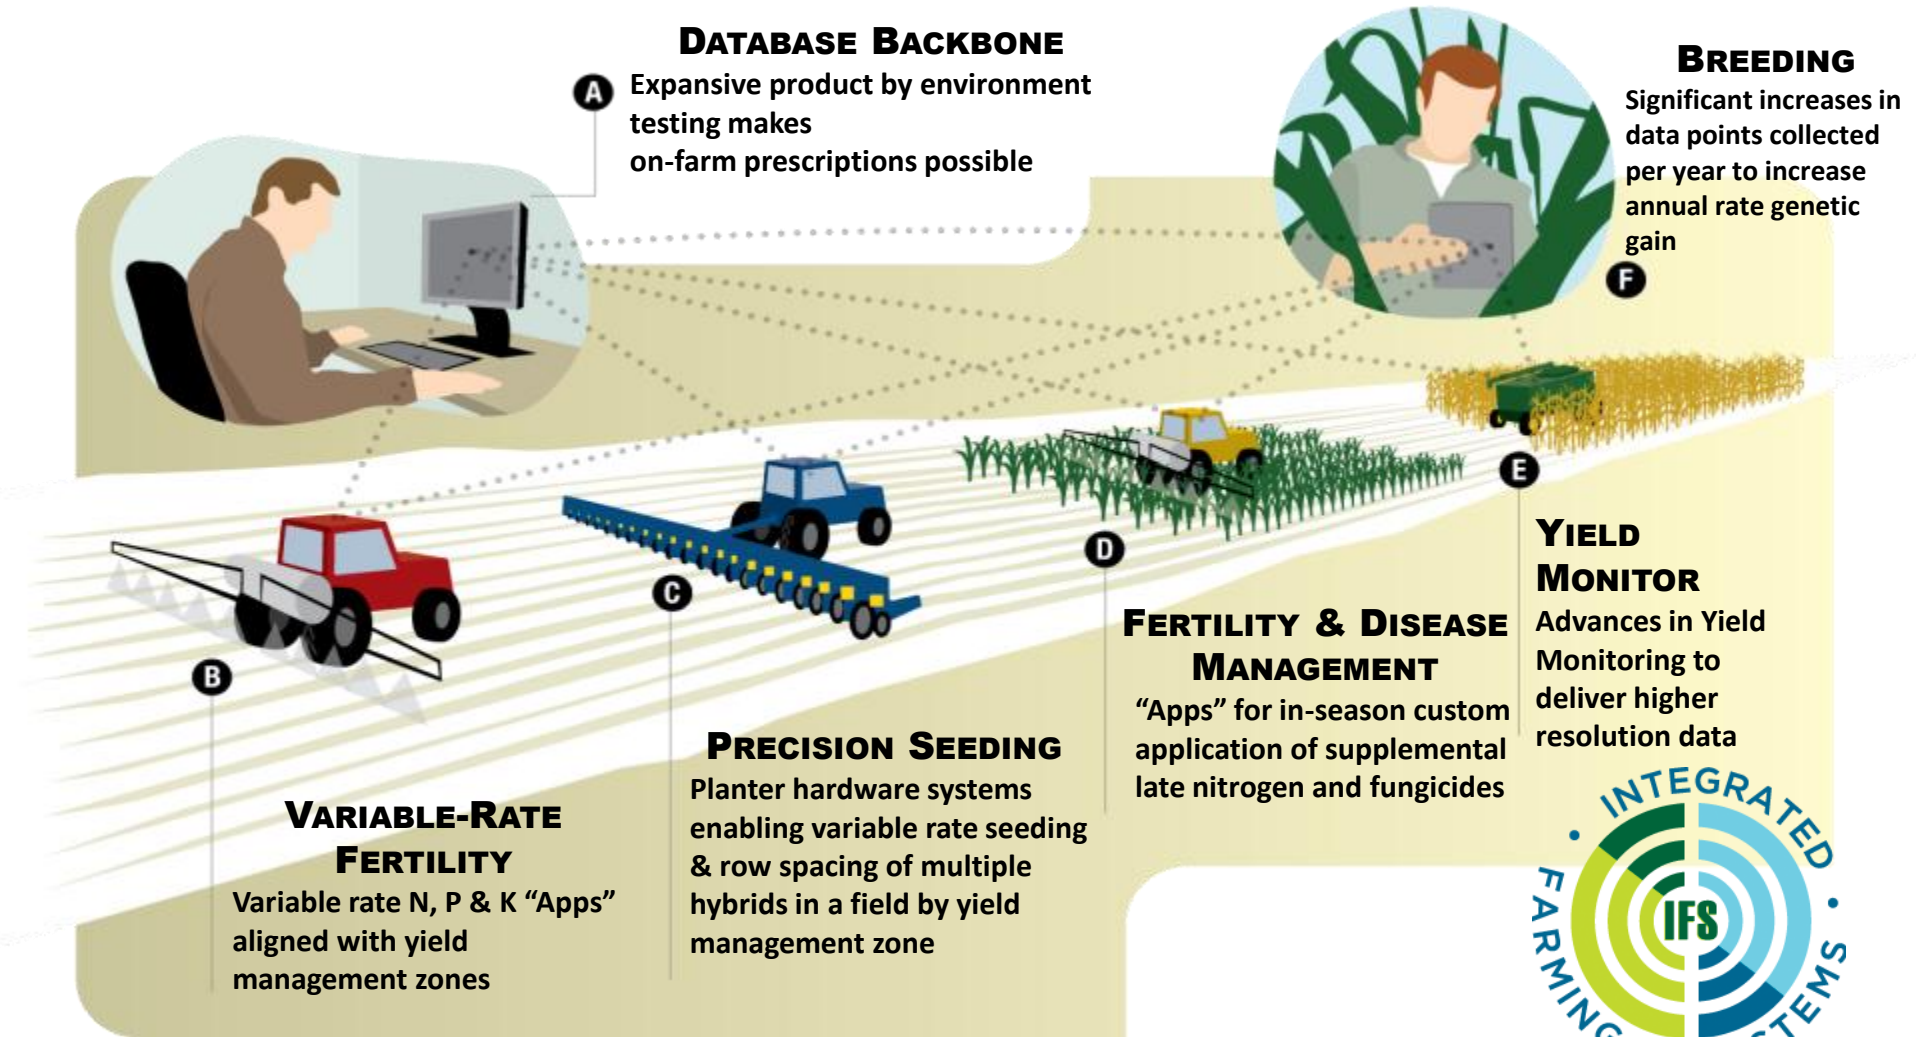 DATABASE BACKBONE
A
Expansive product by environment
testing makes
on-farm prescriptions possible
BREEDING
Significant increases in
data points collected
per year to increase
annual rate genetic
gain
F
B
VARIABLE-RATE
FERTILITY
Variable rate N, P & K “Apps”
aligned with yield
management zones
C
PRECISION SEEDING
Planter hardware systems
enabling variable rate seeding
& row spacing of multiple
hybrids in a field by yield
management zone
D
FERTILITY & DISEASE
MANAGEMENT
“Apps” for in-season custom
application of supplemental
late nitrogen and fungicides
E
YIELD
MONITOR
Advances in Yield
Monitoring to
deliver higher
resolution data
• INTEGRATED •
FARMING
STEMS
IFS